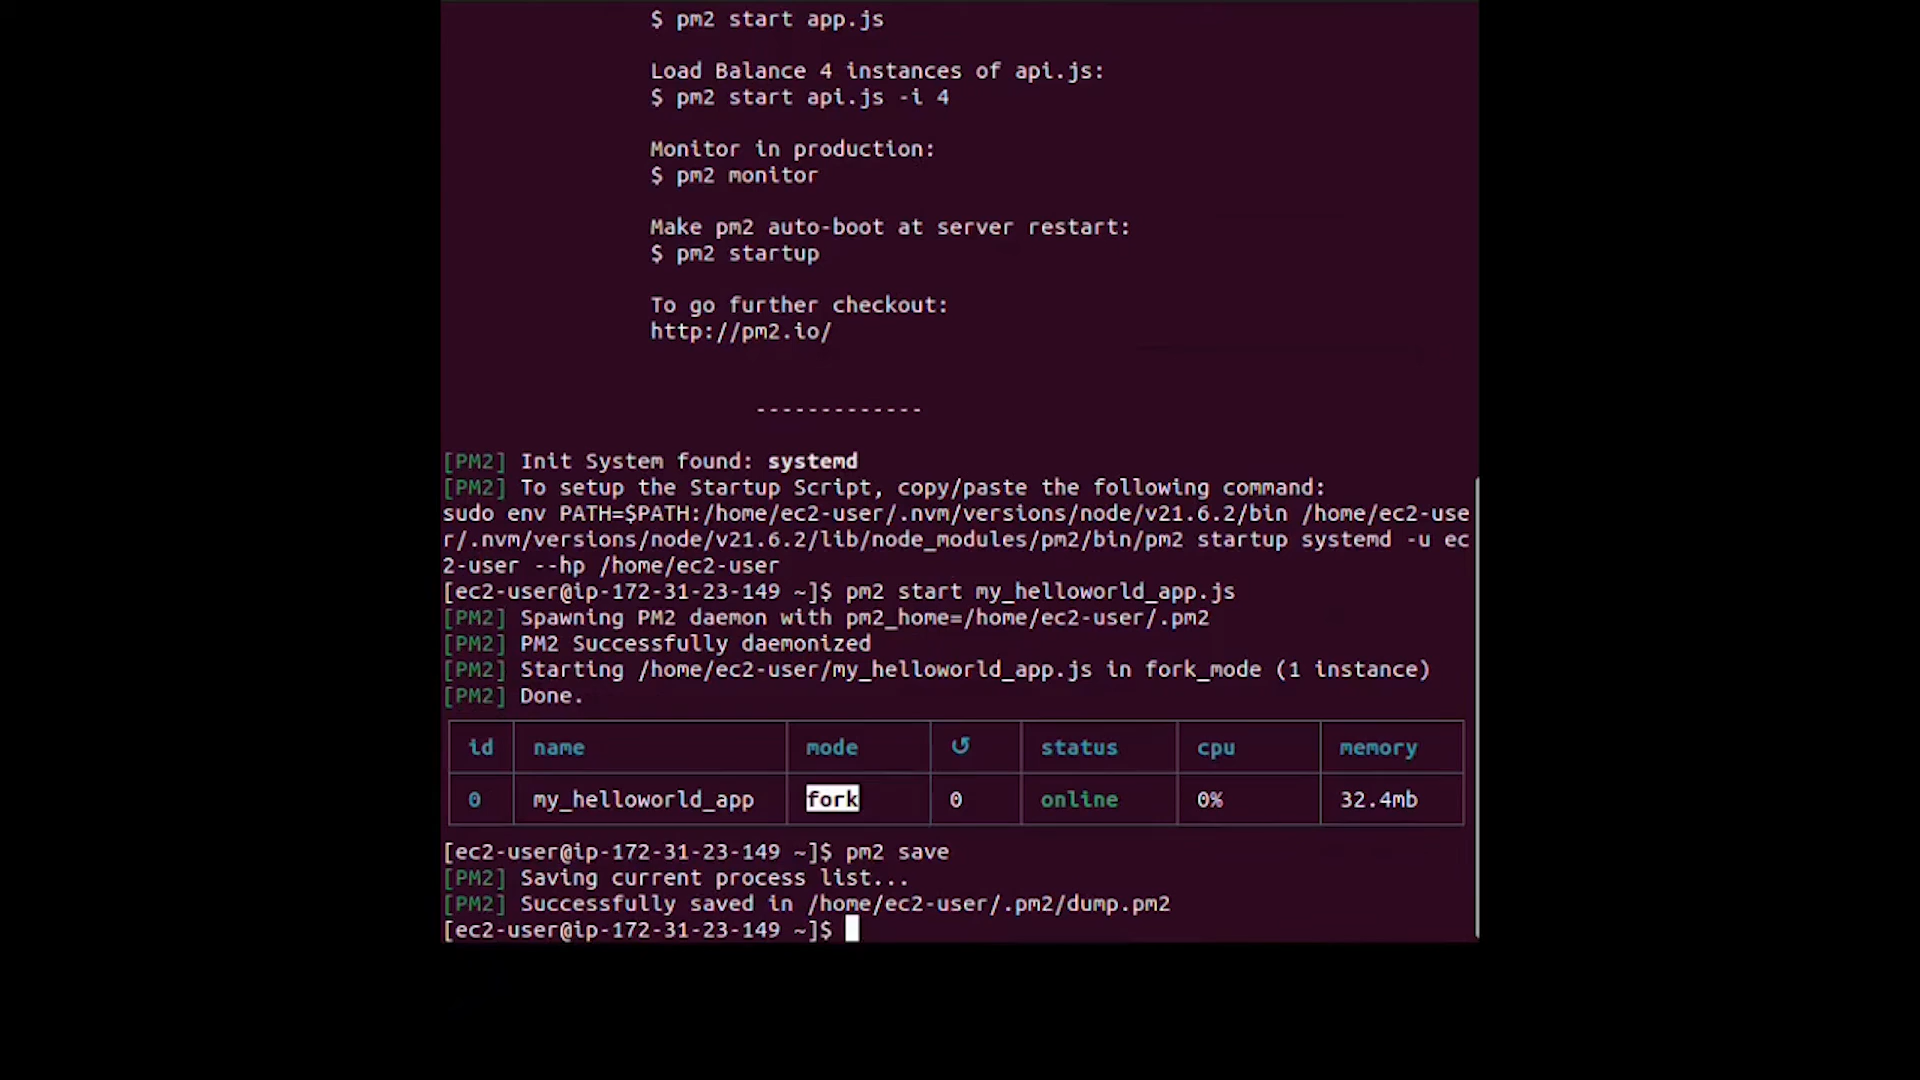 $ pm2 start app.js
Load Balance 4 instances of api.js:
$ pm2 start api.js -i 4
Monitor in production:
$ pm2 monitor
Make pm2 auto-boot at server restart:
$ pm2 startup
To go further checkout:
http://pm2.io/
-------------
[PM2] Init System found: systemd
[PM2] To setup the Startup Script, copy/paste the following command:
sudo env PATH=$PATH:/home/ec2-user/.nvm/versions/node/v21.6.2/bin /home/ec2-use
r/.nvm/versions/node/v21.6.2/lib/node_modules/pm2/bin/pm2 startup systemd -u ec
2-user --hp /home/ec2-user
[ec2-user@ip-172-31-23-149 ~]$ pm2 start my_helloworld_app.js
[PM2] Spawning PM2 daemon with pm2_home=/home/ec2-user/.pm2
[PM2] PM2 Successfully daemonized
[PM2] Starting /home/ec2-user/my_helloworld_app.js in fork_mode (1 instance)
[PM2] Done.
id name mode ↺ status cpu memory
0 my_helloworld_app fork 0 online 0% 32.4mb
[ec2-user@ip-172-31-23-149 ~]$ pm2 save
[PM2] Saving current process list...
[PM2] Successfully saved in /home/ec2-user/.pm2/dump.pm2
[ec2-user@ip-172-31-23-149 ~]$